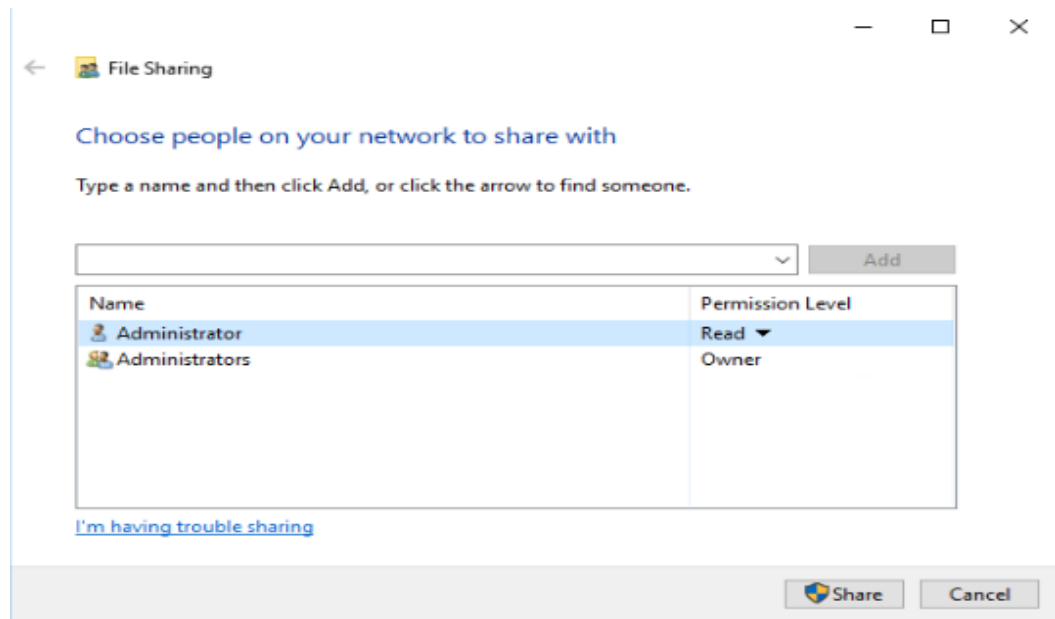 File Sharing
Choose people on your network to share with
Type a name and then click Add, or click the arrow to find someone.
Add
Name Permission Level
Administrator Read
Administrators Owner
I'm having trouble sharing
Share Cancel